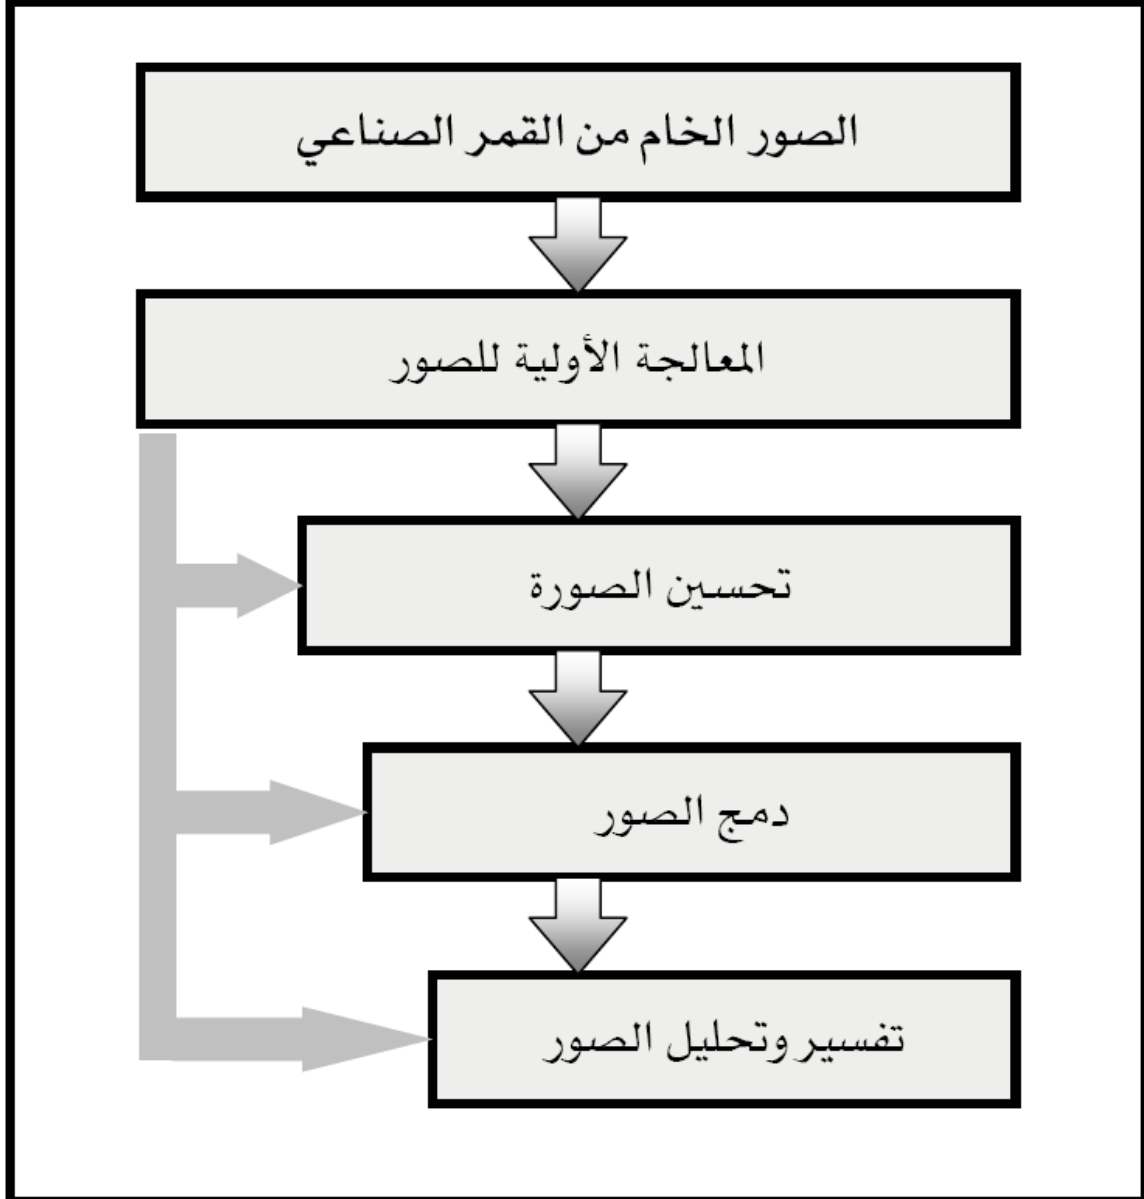 الصور الخام من القمر الصناعي
المعالجة الأولية للصور
تحسين الصورة
دمج الصور
تفسير وتحليل الصور